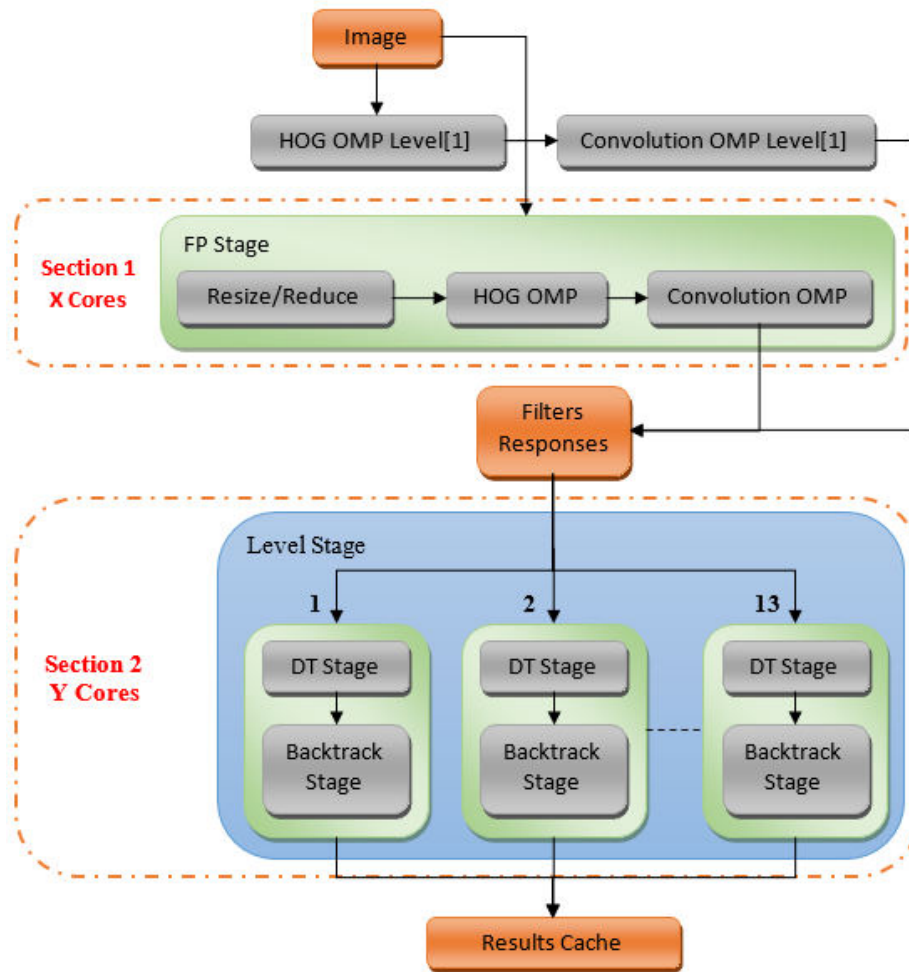 Image
HOG OMP Level[1]
Convolution OMP Level[1]
FP Stage
Section 1
X Cores
Resize/Reduce
HOG OMP
Convolution OMP
Filters
Responses
Level Stage
1
2
13
Section 2
Y Cores
DT Stage
DT Stage
DT Stage
Backtrack
Stage
Backtrack
Stage
Backtrack
Stage
Results Cache